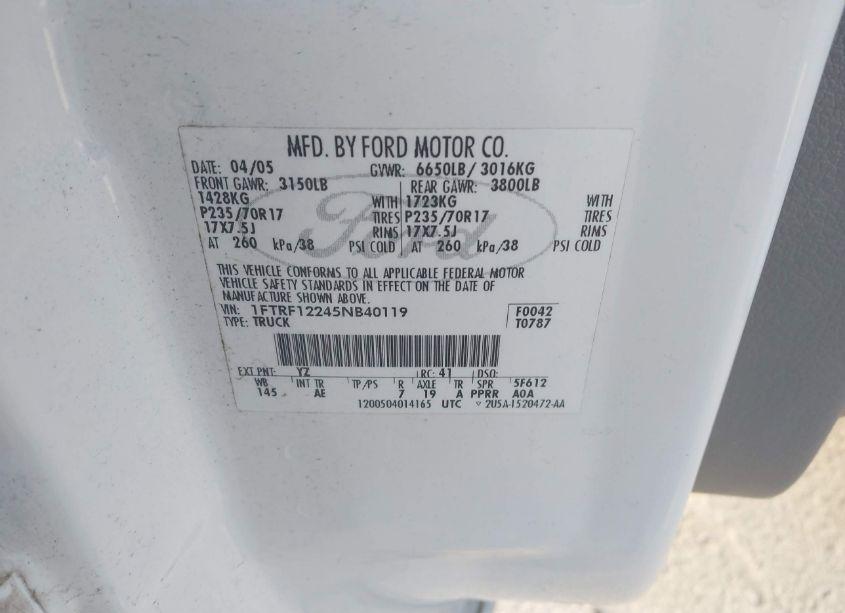 MFD. BY FORD MOTOR CO.
DATE: 04/05 GVWR: 6650LB/ 3016KG
FRONT GAWR: 3150LB REAR GAWR: 3800LB
1428KG WITH 1723KG WITH
P235/70R17 TIRES P235/70R17 TIRES
17X7.5J RIMS 17X7.5J RIMS
AT 260 kPa/38 PSI COLD AT 260 kPa/38 PSI COLD
Ford
THIS VEHICLE CONFORMS TO ALL APPLICABLE FEDERAL MOTOR
VEHICLE SAFETY STANDARDS IN EFFECT ON THE DATE OF
MANUFACTURE SHOWN ABOVE.
VIN: 1FTRF12245NB40119 F0042
TYPE: TRUCK T0787
EXT PNT: YZ RC: 41 DSO:
WB INT TR TP/PS R AXLE TR SPR 5F612
145 AE 7 19 A PPRR A0A
1200504014165 UTC ▿ 2U5A-1520472-AA